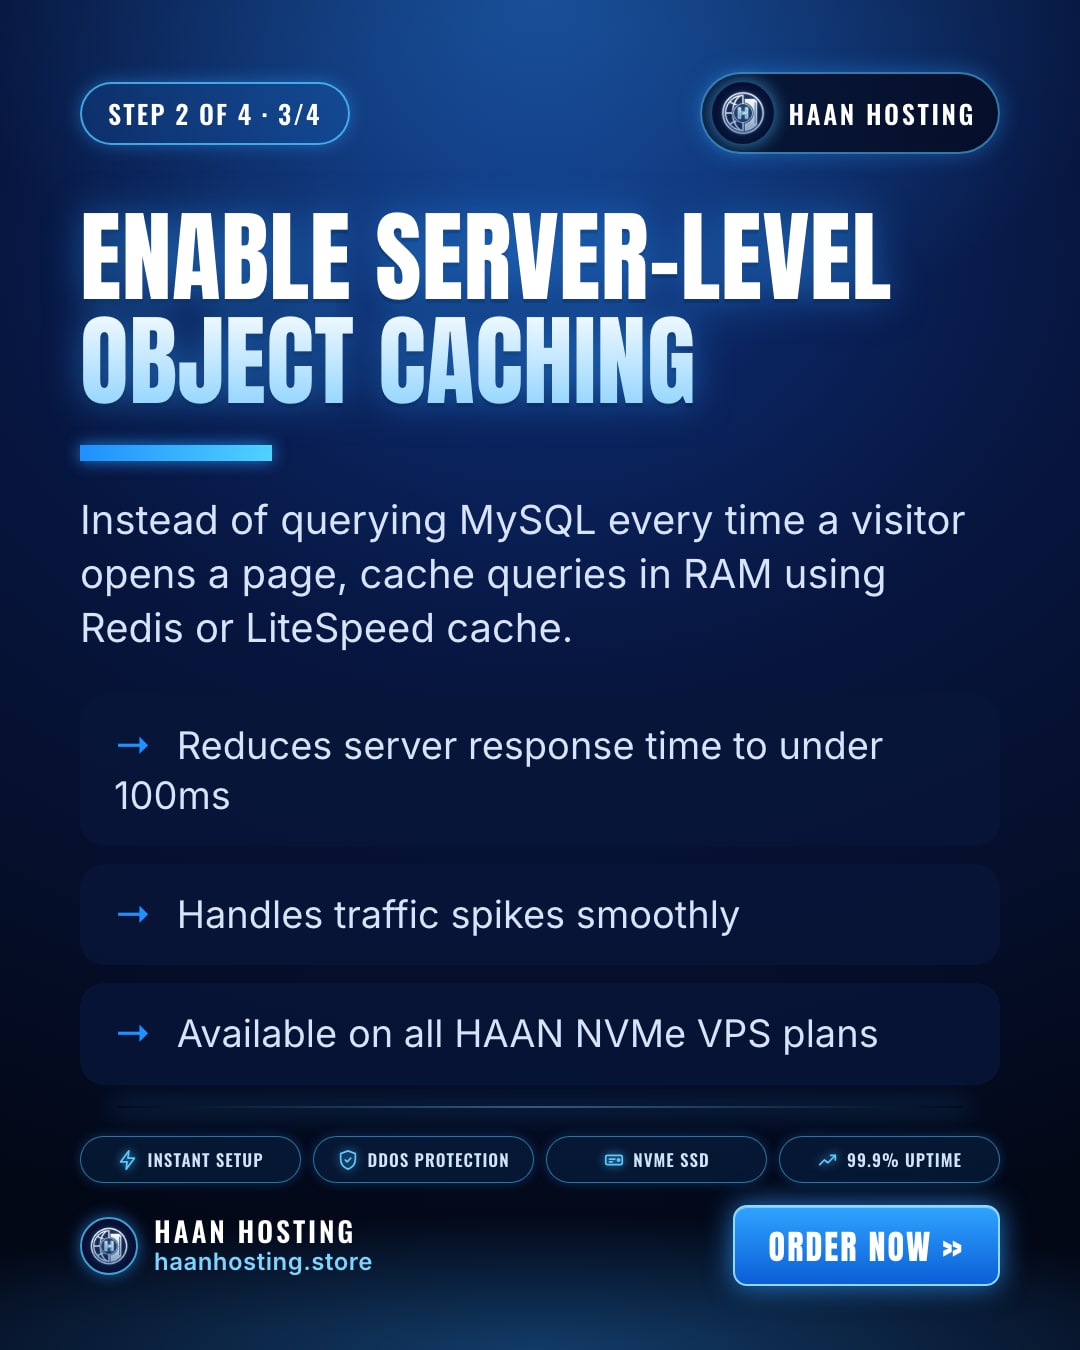 STEP 2 OF 4 · 3/4
HAAN HOSTING
ENABLE SERVER-LEVEL
OBJECT CACHING
Instead of querying MySQL every time a visitor
opens a page, cache queries in RAM using
Redis or LiteSpeed cache.
→ Reduces server response time to under
100ms
→ Handles traffic spikes smoothly
→ Available on all HAAN NVMe VPS plans
INSTANT SETUP
DDOS PROTECTION
NVME SSD
99.9% UPTIME
HAAN HOSTING
haanhosting.store
ORDER NOW »